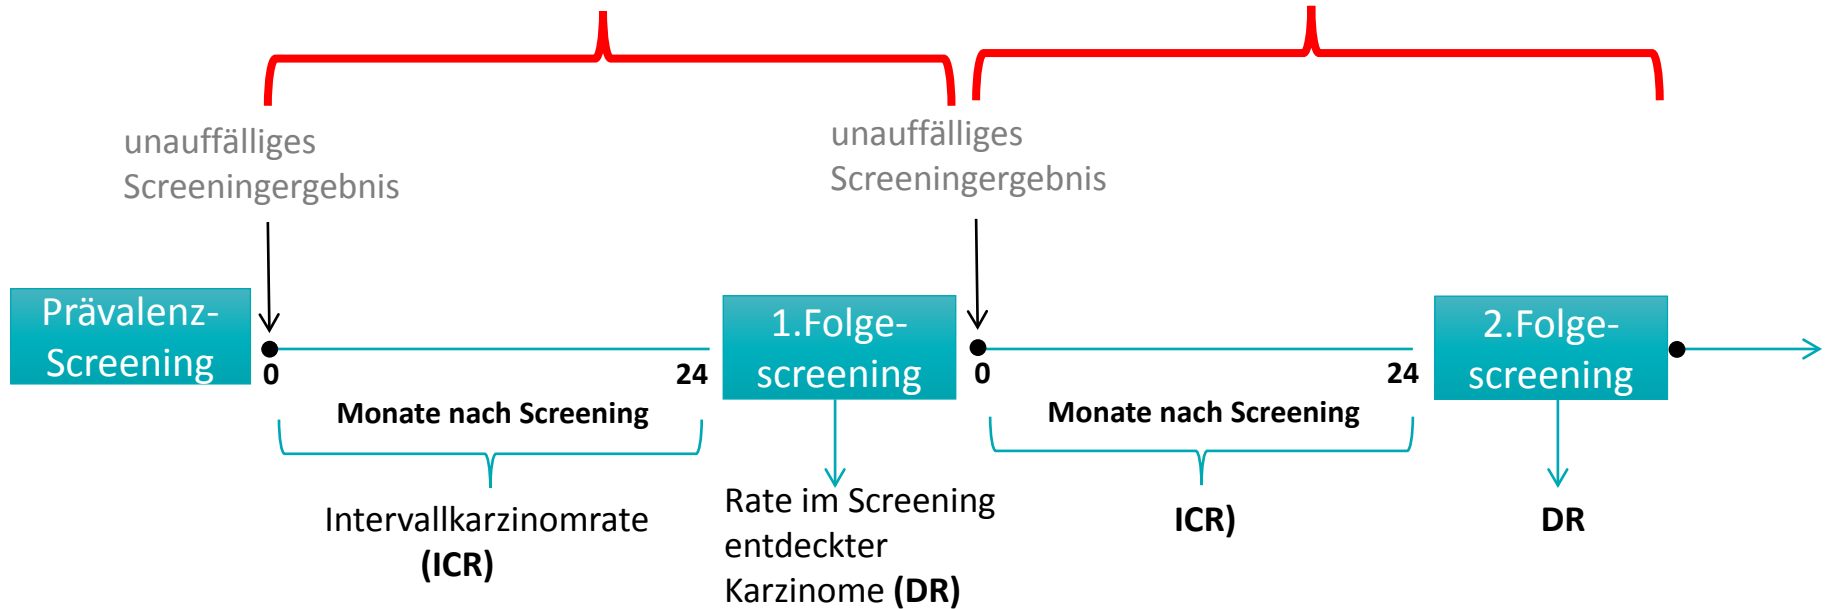 unauffälliges
Screeningergebnis
unauffälliges
Screeningergebnis
Prävalenz-
Screening
0
24
Monate nach Screening
1.Folge-
screening
0
24
Monate nach Screening
2.Folge-
screening
Intervallkarzinomrate
(ICR)
Rate im Screening
entdeckter
Karzinome (DR)
ICR)
DR